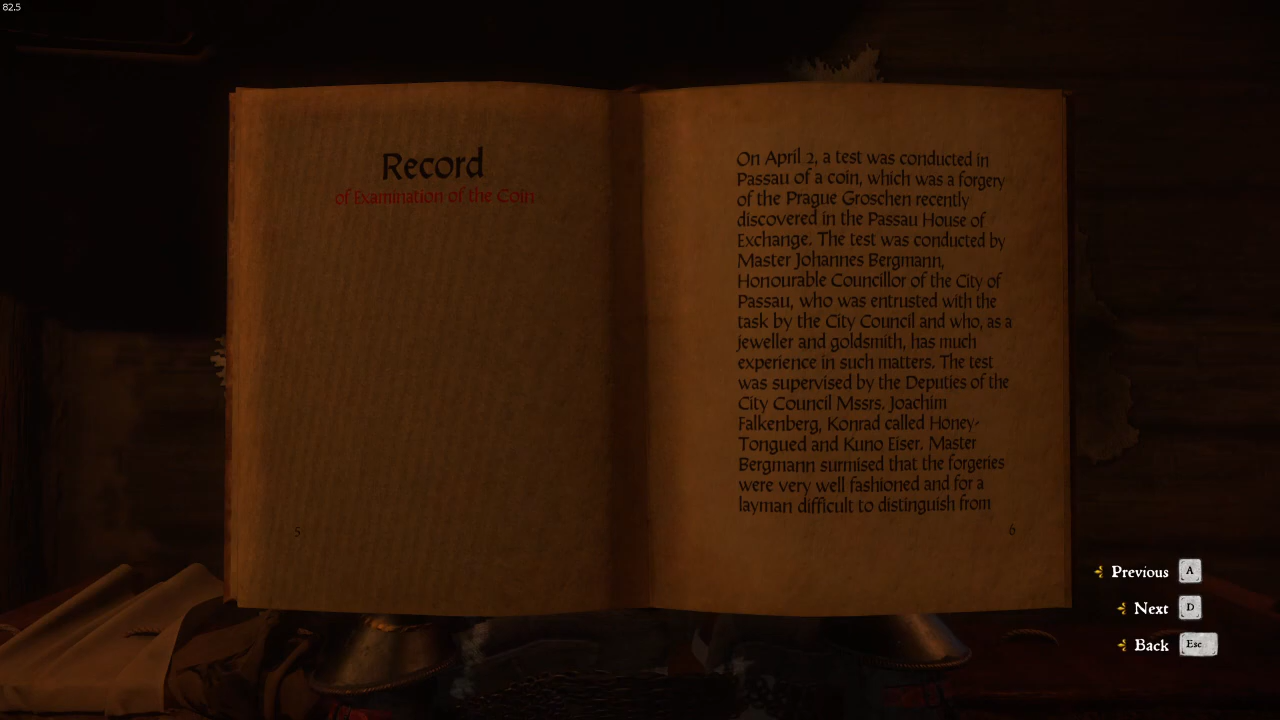 82.5
Record
of Examination of the Coin
5
On April 2, a test was conducted in
Passau of a coin, which was a forgery
of the Prague Groschen recently
discovered in the Passau House of
Exchange. The test was conducted by
Master Johannes Bergmann,
Honourable Councillor of the City of
Passau, who was entrusted with the
task by the City Council and who, as a
jeweller and goldsmith, has much
experience in such matters. The test
was supervised by the Deputies of the
City Council Mssrs. Joachim
Falkenberg, Konrad called Honey-
Tongued and Kuno Eiser. Master
Bergmann surmised that the forgeries
were very well fashioned and for a
layman difficult to distinguish from
6
Previous A
Next D
Back Esc